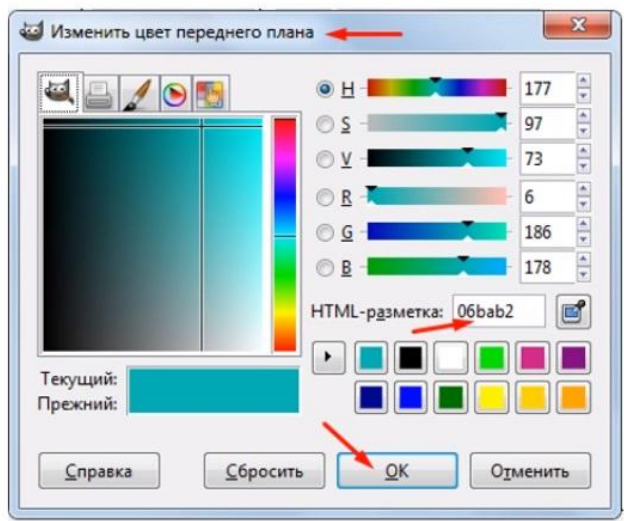 Изменить цвет переднего плана
H 177
S 97
V 73
R 6
G 186
B 178
HTML-разметка: 06bab2
Текущий:
Прежний:
Справка Сбросить OK Отменить